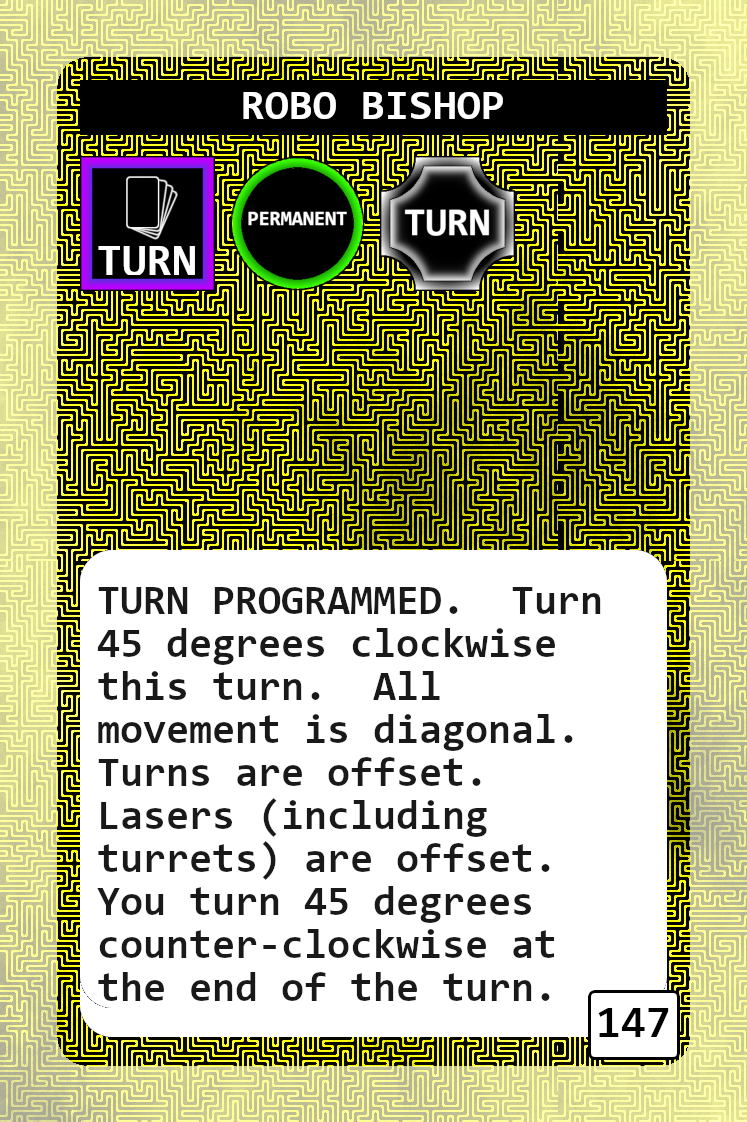 ROBO BISHOP
TURN
PERMANENT
TURN
TURN PROGRAMMED.  Turn
45 degrees clockwise
this turn.  All
movement is diagonal.
Turns are offset.
Lasers (including
turrets) are offset.
You turn 45 degrees
counter-clockwise at
the end of the turn.
147